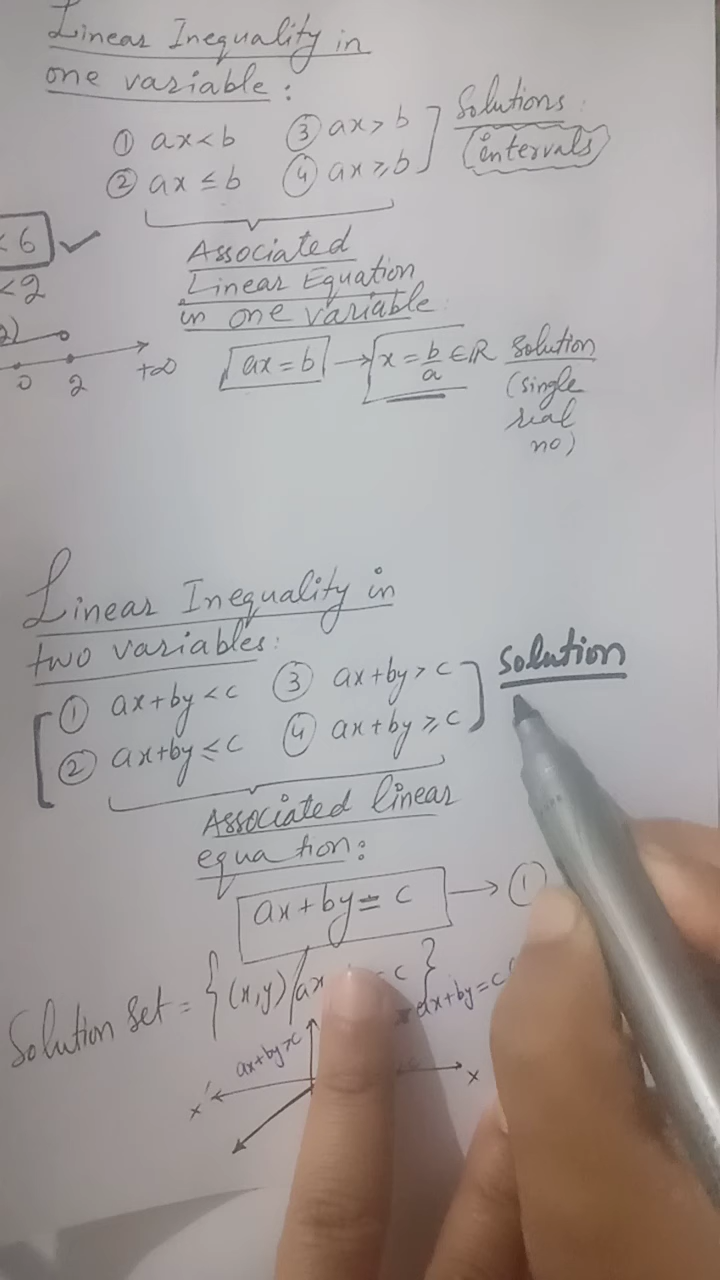 Linear Inequality in
one variable:
① ax < b ③ ax > b Solutions:
② ax ≤ b ④ ax ≥ b (intervals)
< 6 ✓
< 2
Associated
Linear Equation
in one variable:
0 2 +∞
ax = b → x = b/a ∈ R Solution
(single
real
no)
Linear Inequality in
two variables:
① ax+by < c ③ ax+by > c Solution
② ax+by ≤ c ④ ax+by ≥ c
Associated linear
equation:
ax+by = c → ①
Solution Set = {(x,y)/ax = c}
ax+by=c
ax+by>c
x' x